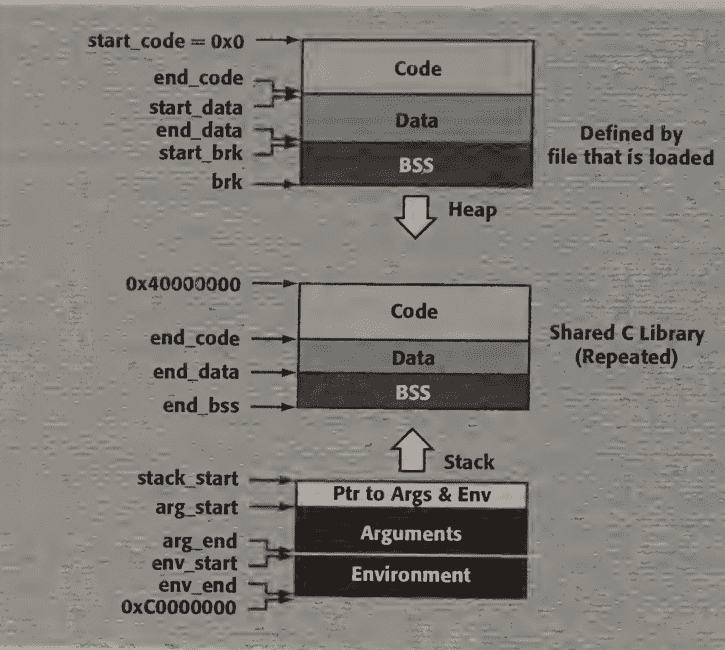 start_code = 0x0
Code
end_code
start_data
Data
end_data
start_brk
BSS
brk
Defined by
file that is loaded
Heap
0x40000000
Code
end_code
Data
end_data
BSS
end_bss
Shared C Library
(Repeated)
Stack
stack_start
Ptr to Args & Env
arg_start
Arguments
arg_end
env_start
Environment
env_end
0xC0000000